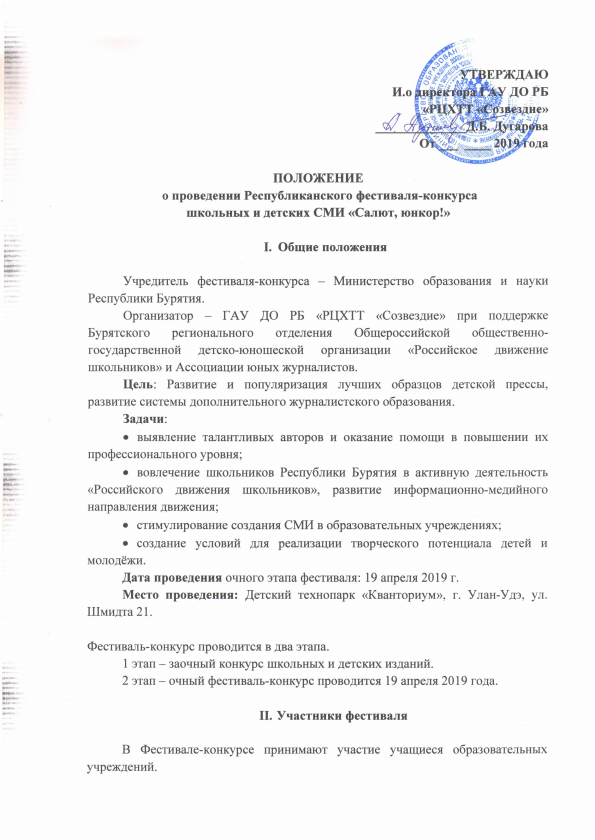 УТВЕРЖДАЮ
И.о директора ГАУ ДО РБ
«РЦХТТ «Созвездие»
Д.Б. Дугарова
От 2019 года
ПОЛОЖЕНИЕ
о проведении Республиканского фестиваля-конкурса
школьных и детских СМИ «Салют, юнкор!»
I. Общие положения
Учредитель фестиваля-конкурса – Министерство образования и науки
Республики Бурятия.
Организатор – ГАУ ДО РБ «РЦХТТ «Созвездие» при поддержке
Бурятского регионального отделения Общероссийской общественно-
государственной детско-юношеской организации «Российское движение
школьников» и Ассоциации юных журналистов.
Цель: Развитие и популяризация лучших образцов детской прессы,
развитие системы дополнительного журналистского образования.
Задачи:
• выявление талантливых авторов и оказание помощи в повышении их
профессионального уровня;
• вовлечение школьников Республики Бурятия в активную деятельность
«Российского движения школьников», развитие информационно-медийного
направления движения;
• стимулирование создания СМИ в образовательных учреждениях;
• создание условий для реализации творческого потенциала детей и
молодёжи.
Дата проведения очного этапа фестиваля: 19 апреля 2019 г.
Место проведения: Детский технопарк «Кванториум», г. Улан-Удэ, ул.
Шмидта 21.
Фестиваль-конкурс проводится в два этапа.
1 этап – заочный конкурс школьных и детских изданий.
2 этап – очный фестиваль-конкурс проводится 19 апреля 2019 года.
II. Участники фестиваля
В Фестивале-конкурсе принимают участие учащиеся образовательных
учреждений.